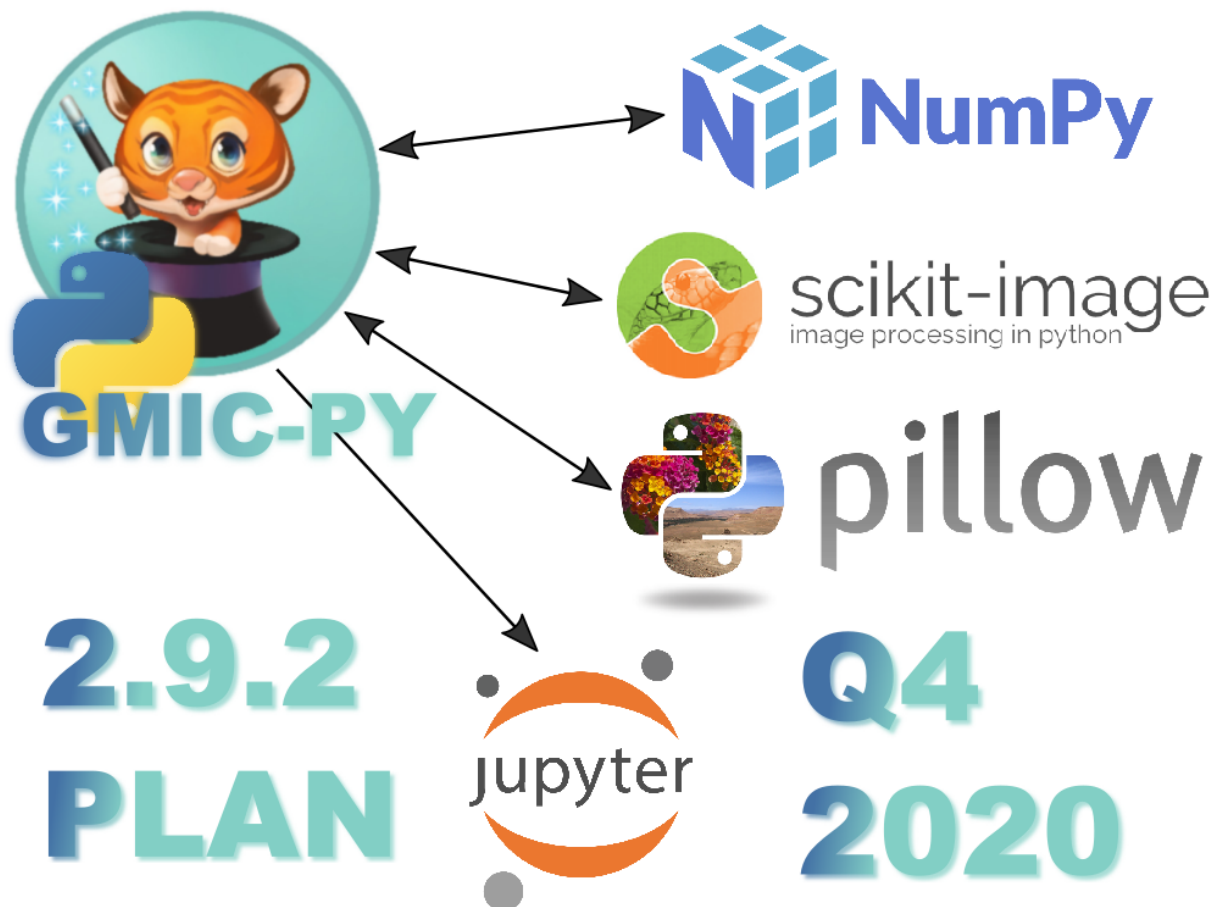 NumPy
scikit-image
image processing in python
GMIC-PY
pillow
2.9.2
PLAN
jupyter
Q4
2020